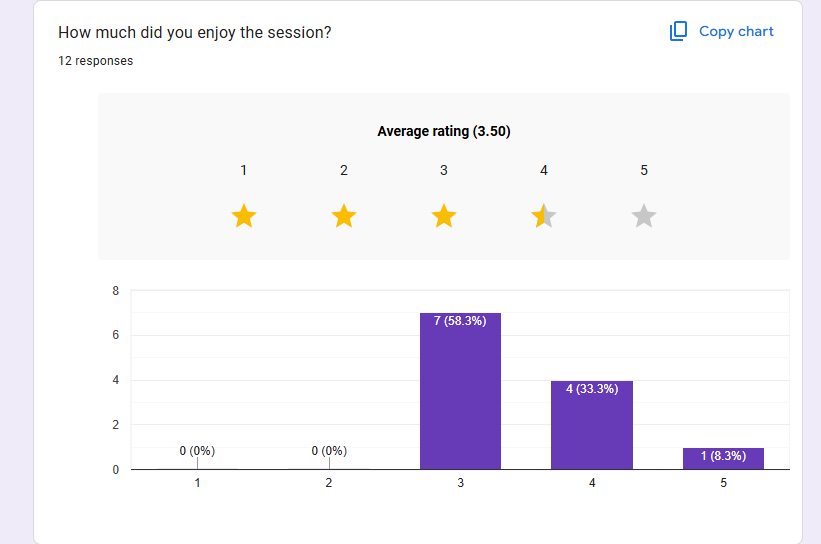 How much did you enjoy the session?
Copy chart
12 responses
Average rating (3.50)
1 2 3 4 5
8
6
4
2
0
0 (0%) 0 (0%) 7 (58.3%) 4 (33.3%) 1 (8.3%)
1 2 3 4 5